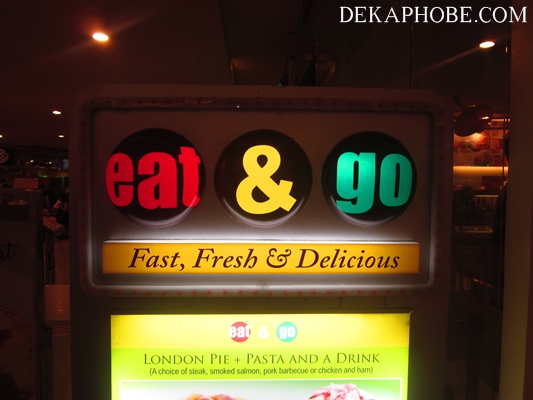 DEKAPHOBE.COM
eat & go
Fast, Fresh & Delicious
eat & go
LONDON PIE + PASTA AND A DRINK
(A choice of steak, smoked salmon, pork barbecue or chicken and ham)